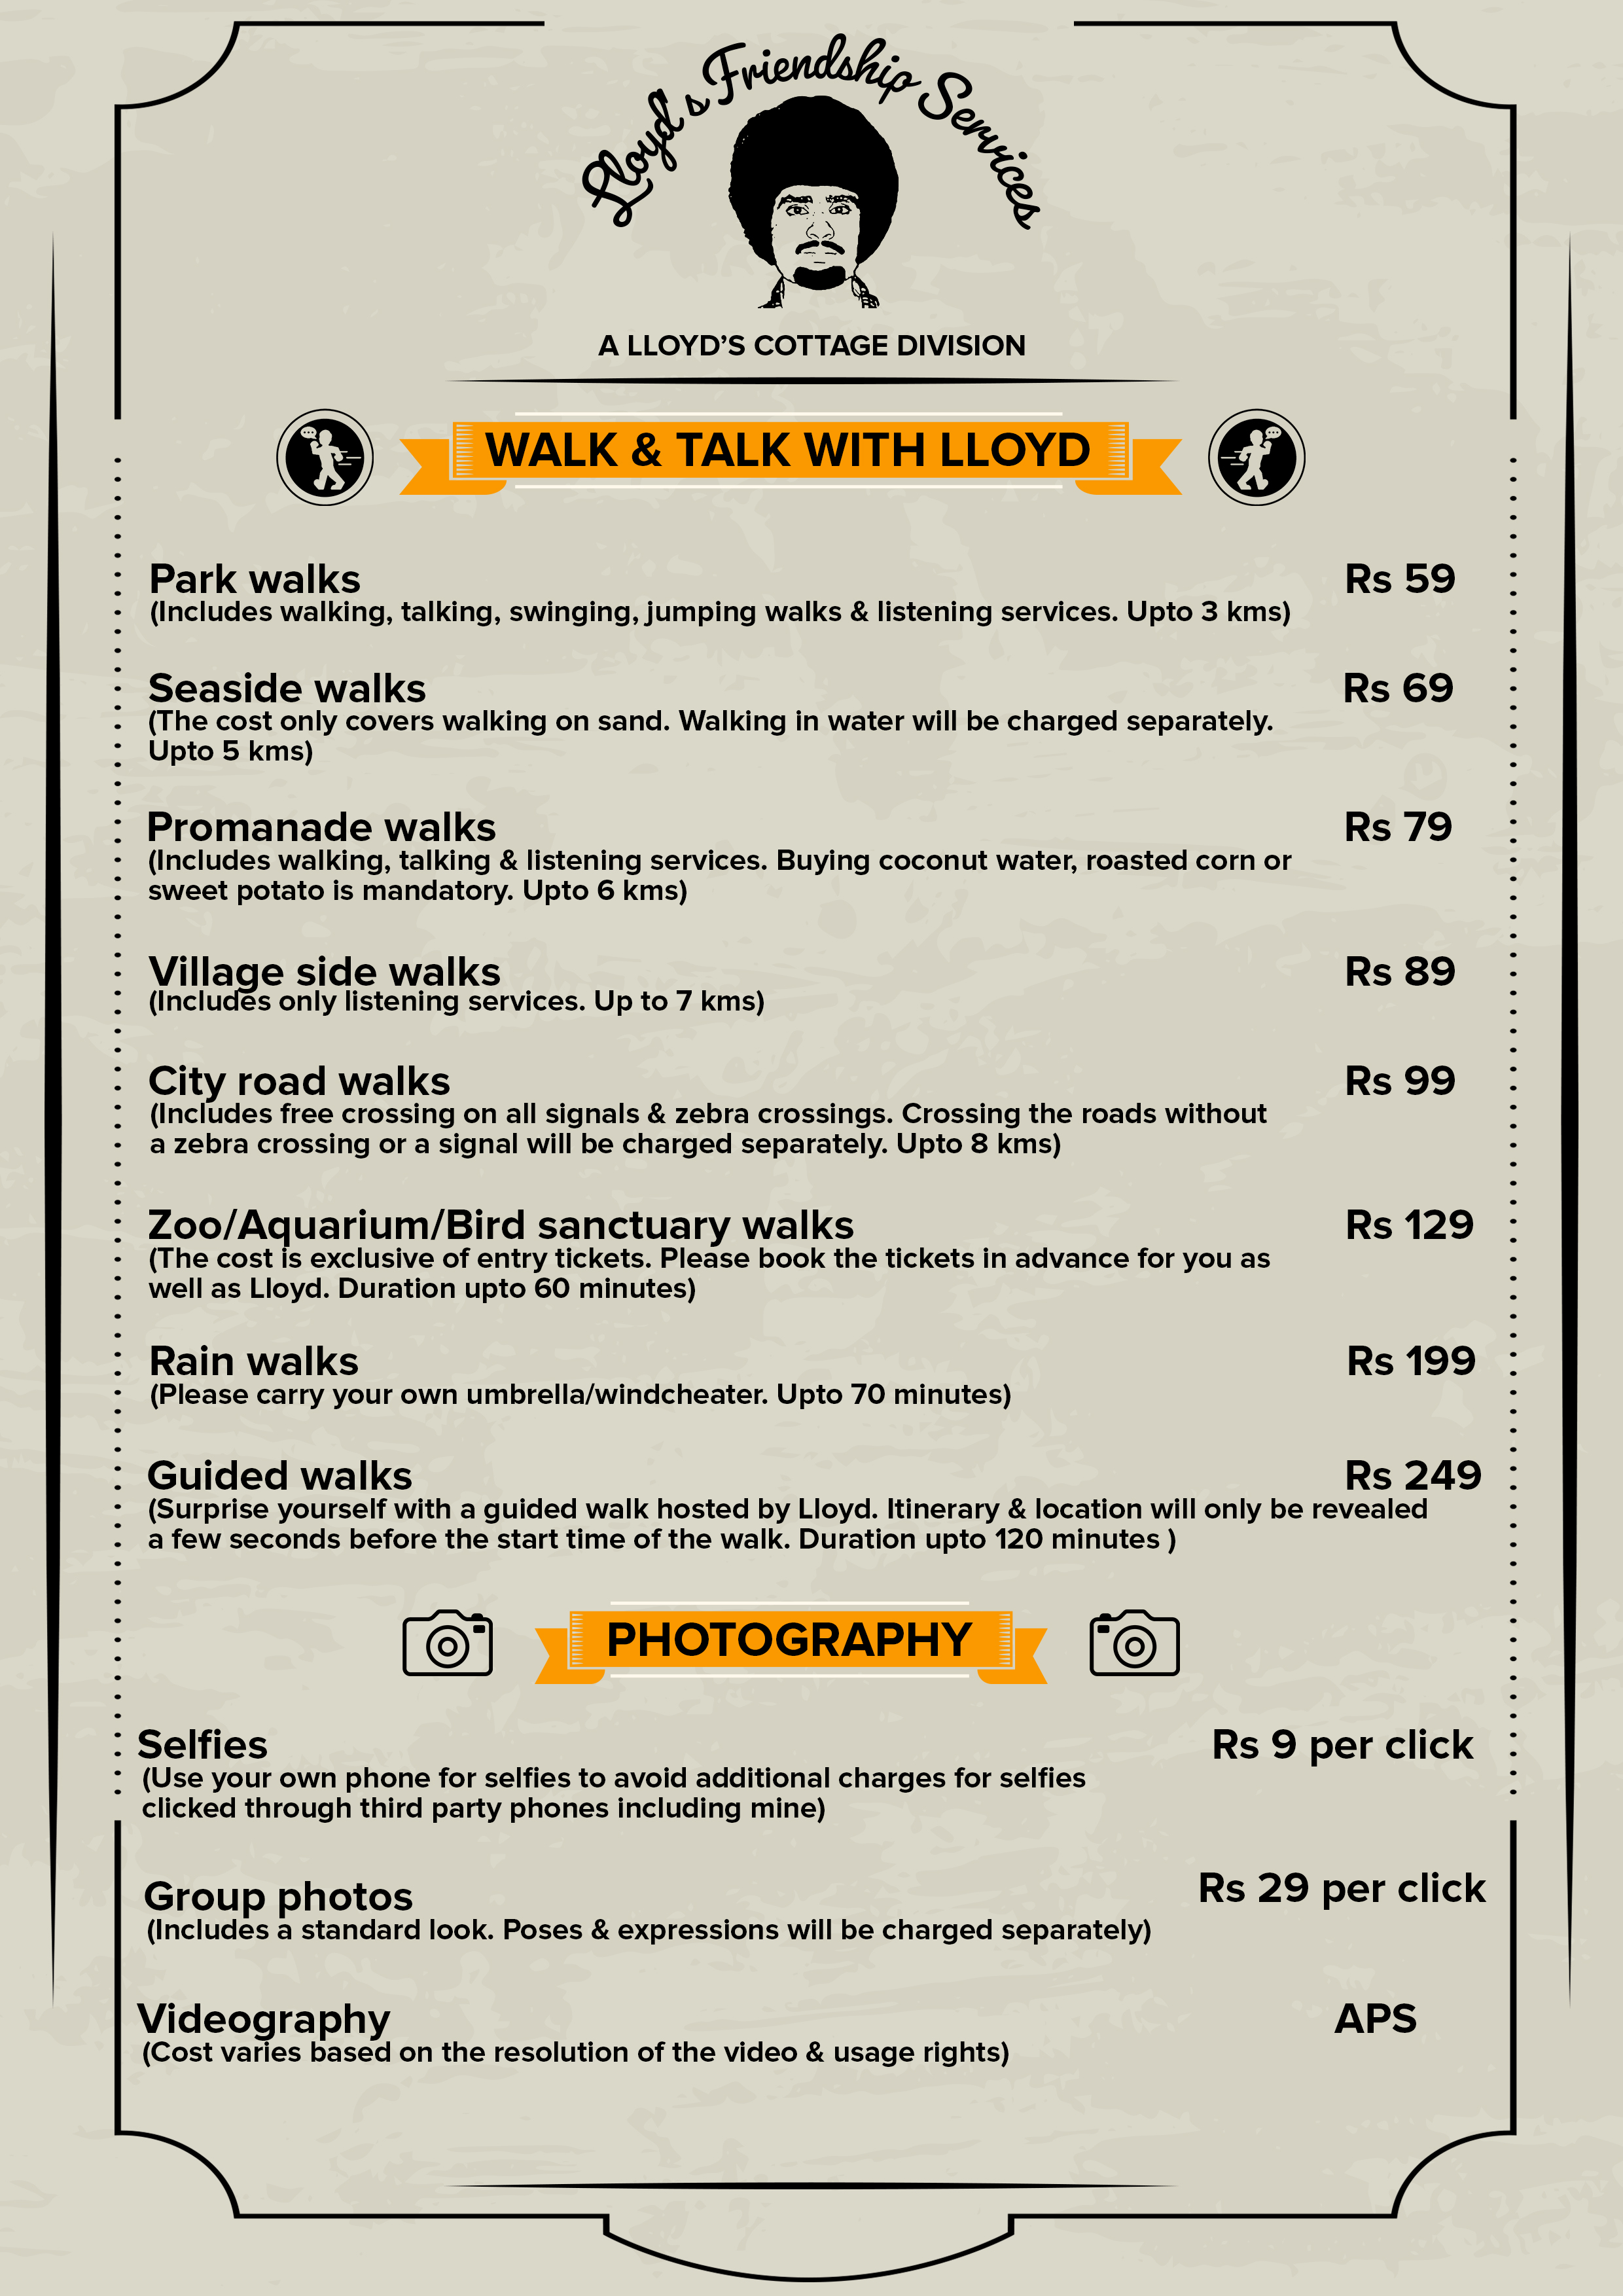 Lloyd's Friendship Services
A LLOYD'S COTTAGE DIVISION
WALK & TALK WITH LLOYD
Park walks Rs 59
(Includes walking, talking, swinging, jumping walks & listening services. Upto 3 kms)
Seaside walks Rs 69
(The cost only covers walking on sand. Walking in water will be charged separately.
Upto 5 kms)
Promanade walks Rs 79
(Includes walking, talking & listening services. Buying coconut water, roasted corn or
sweet potato is mandatory. Upto 6 kms)
Village side walks Rs 89
(Includes only listening services. Up to 7 kms)
City road walks Rs 99
(Includes free crossing on all signals & zebra crossings. Crossing the roads without
a zebra crossing or a signal will be charged separately. Upto 8 kms)
Zoo/Aquarium/Bird sanctuary walks Rs 129
(The cost is exclusive of entry tickets. Please book the tickets in advance for you as
well as Lloyd. Duration upto 60 minutes)
Rain walks Rs 199
(Please carry your own umbrella/windcheater. Upto 70 minutes)
Guided walks Rs 249
(Surprise yourself with a guided walk hosted by Lloyd. Itinerary & location will only be revealed
a few seconds before the start time of the walk. Duration upto 120 minutes )
PHOTOGRAPHY
Selfies Rs 9 per click
(Use your own phone for selfies to avoid additional charges for selfies
clicked through third party phones including mine)
Group photos Rs 29 per click
(Includes a standard look. Poses & expressions will be charged separately)
Videography APS
(Cost varies based on the resolution of the video & usage rights)